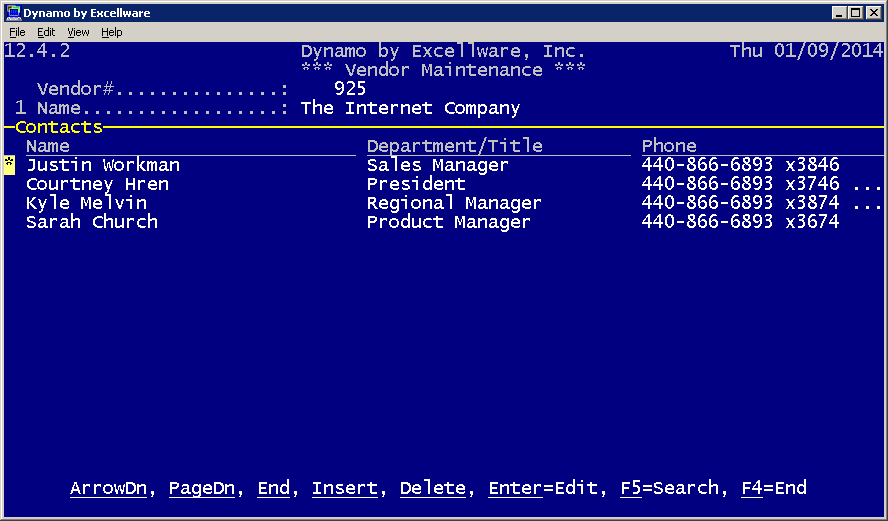 Dynamo by Excellware
File Edit View Help
12.4.2 Dynamo by Excellware, Inc. Thu 01/09/2014
*** Vendor Maintenance ***
Vendor#...............: 925
1 Name..................: The Internet Company
Contacts
Name Department/Title Phone
* Justin Workman Sales Manager 440-866-6893 x3846
Courtney Hren President 440-866-6893 x3746 ...
Kyle Melvin Regional Manager 440-866-6893 x3874 ...
Sarah Church Product Manager 440-866-6893 x3674
ArrowDn, PageDn, End, Insert, Delete, Enter=Edit, F5=Search, F4=End